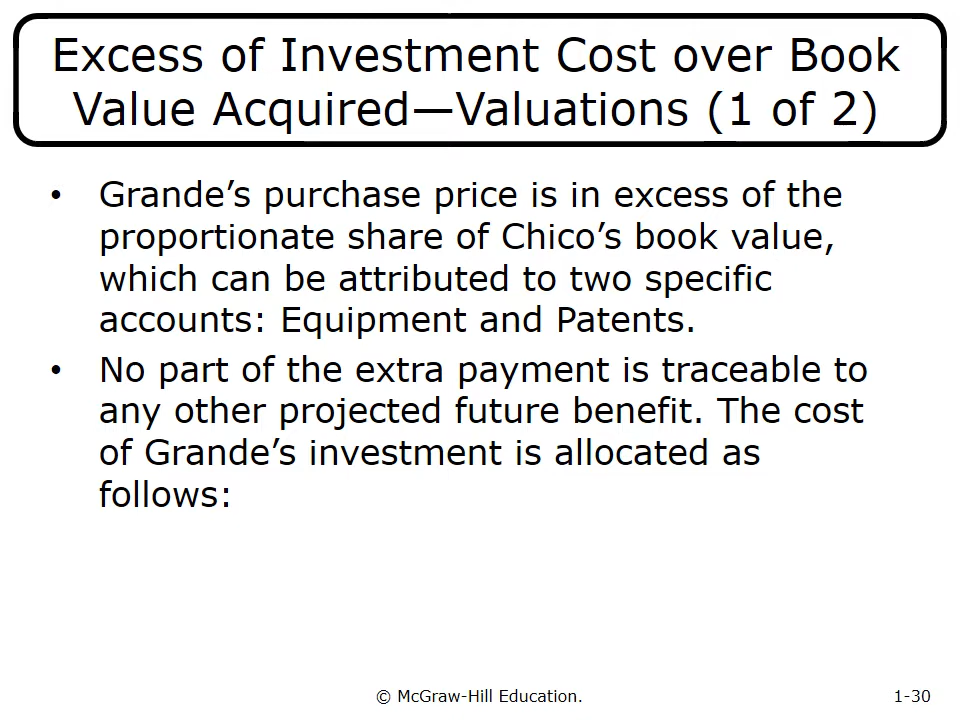 Excess of Investment Cost over Book
Value Acquired—Valuations (1 of 2)
• Grande’s purchase price is in excess of the
proportionate share of Chico’s book value,
which can be attributed to two specific
accounts: Equipment and Patents.
• No part of the extra payment is traceable to
any other projected future benefit. The cost
of Grande’s investment is allocated as
follows:
© McGraw-Hill Education.
1-30